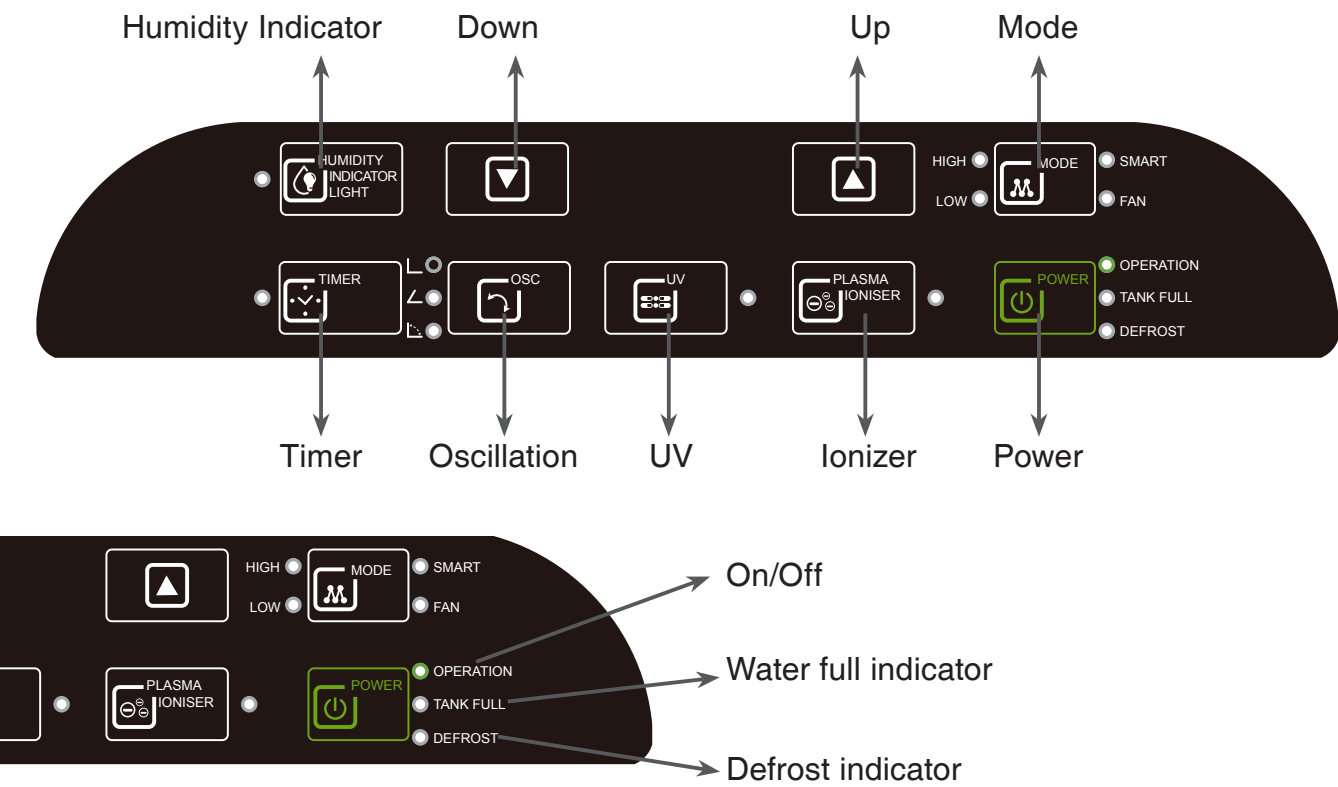 Humidity Indicator
Down
Up
Mode
HUMIDITY
INDICATOR
LIGHT
HIGH
LOW
MODE
SMART
FAN
TIMER
OSC
UV
PLASMA
IONISER
POWER
OPERATION
TANK FULL
DEFROST
Timer
Oscillation
UV
Ionizer
Power
HIGH
LOW
MODE
SMART
FAN
On/Off
PLASMA
IONISER
POWER
OPERATION
TANK FULL
DEFROST
Water full indicator
Defrost indicator